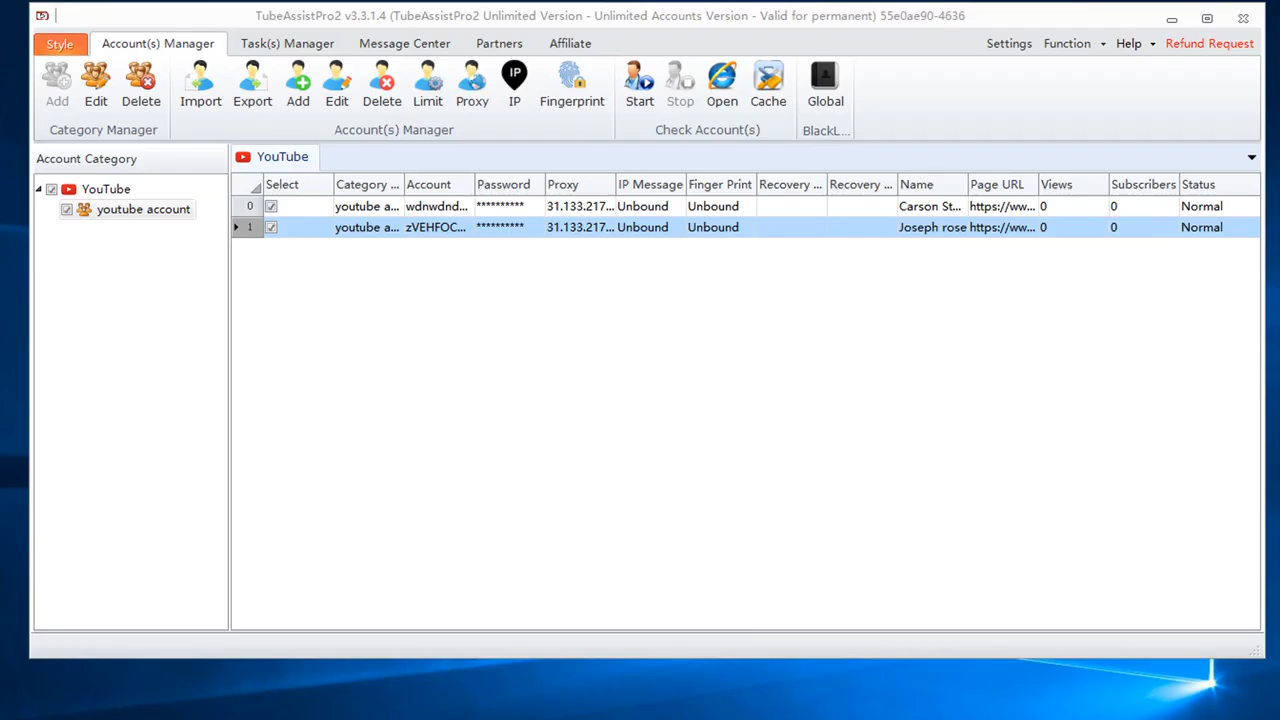 TubeAssistPro2 v3.3.1.4 (TubeAssistPro2 Unlimited Version - Unlimited Accounts Version - Valid for permanent) 55e0ae90-4636
Style Account(s) Manager Task(s) Manager Message Center Partners Affiliate Settings Function Help Refund Request
Add Edit Delete Import Export Add Edit Delete Limit Proxy IP IP Fingerprint Start Stop Open Cache Global
Category Manager Account(s) Manager Check Account(s) BlackL...
Account Category YouTube
Select Category ... Account Password Proxy IP Message Finger Print Recovery ... Recovery ... Name Page URL Views Subscribers Status
YouTube
youtube account
0 youtube a... wdnwdnd... ********** 31.133.217... Unbound Unbound Carson St... https://ww... 0 0 Normal
1 youtube a... zVEHFOC... ********** 31.133.217... Unbound Unbound Joseph rose https://ww... 0 0 Normal